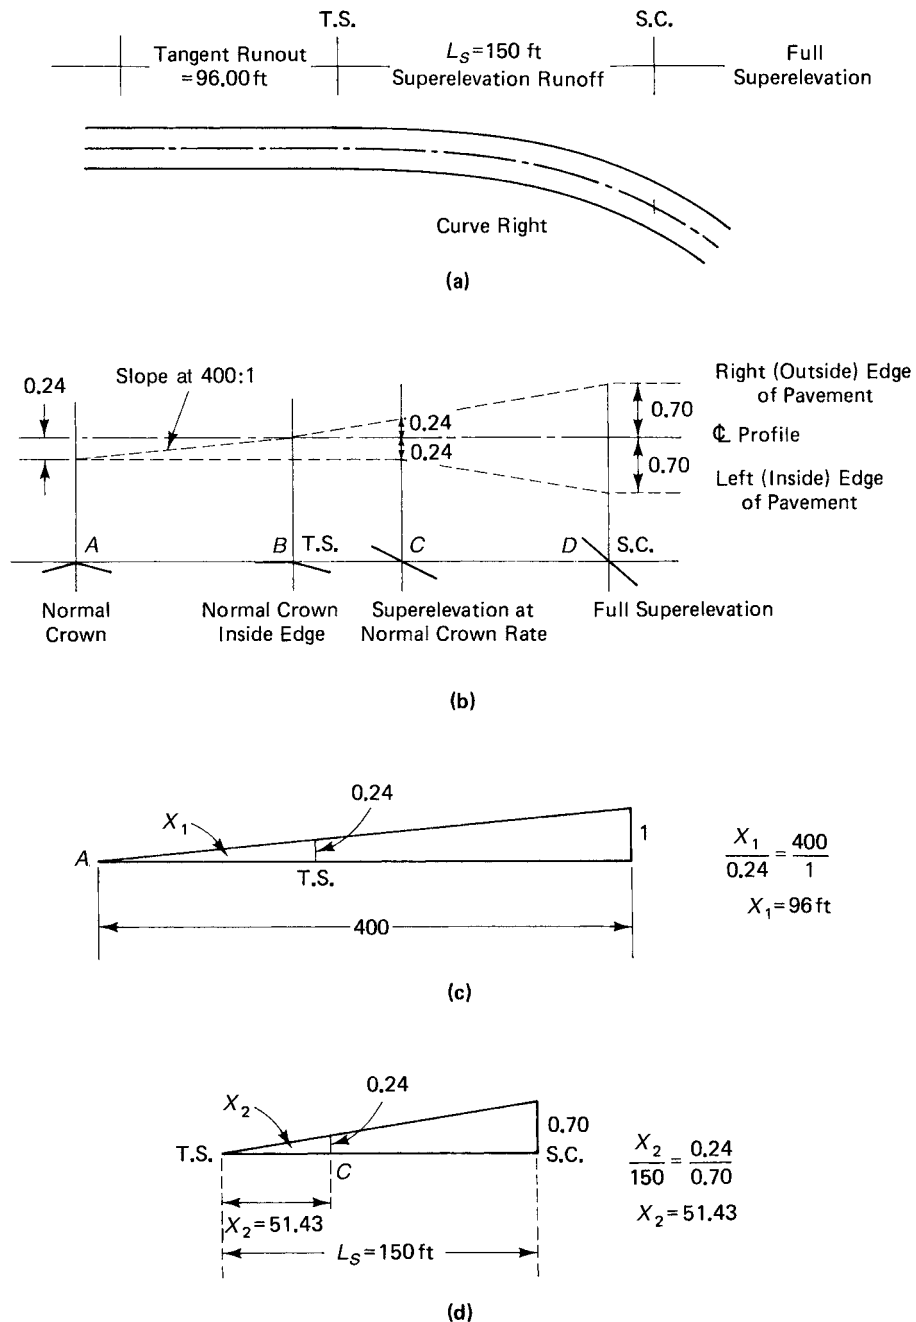 T.S.
S.C.
Tangent Runout
=96.00 ft
L_S=150 ft
Superelevation Runoff
Full
Superelevation
Curve Right
(a)
0.24
Slope at 400:1
0.24
0.24
0.70
0.70
Right (Outside) Edge
of Pavement
℄ Profile
Left (Inside) Edge
of Pavement
A
B
T.S.
C
D
S.C.
Normal
Crown
Normal Crown
Inside Edge
Superelevation at
Normal Crown Rate
Full Superelevation
(b)
X_1
0.24
A
T.S.
1
400
X_1/0.24 = 400/1
X_1=96 ft
(c)
X_2
0.24
T.S.
C
0.70
S.C.
X_2=51.43
L_S=150 ft
X_2/150 = 0.24/0.70
X_2=51.43
(d)